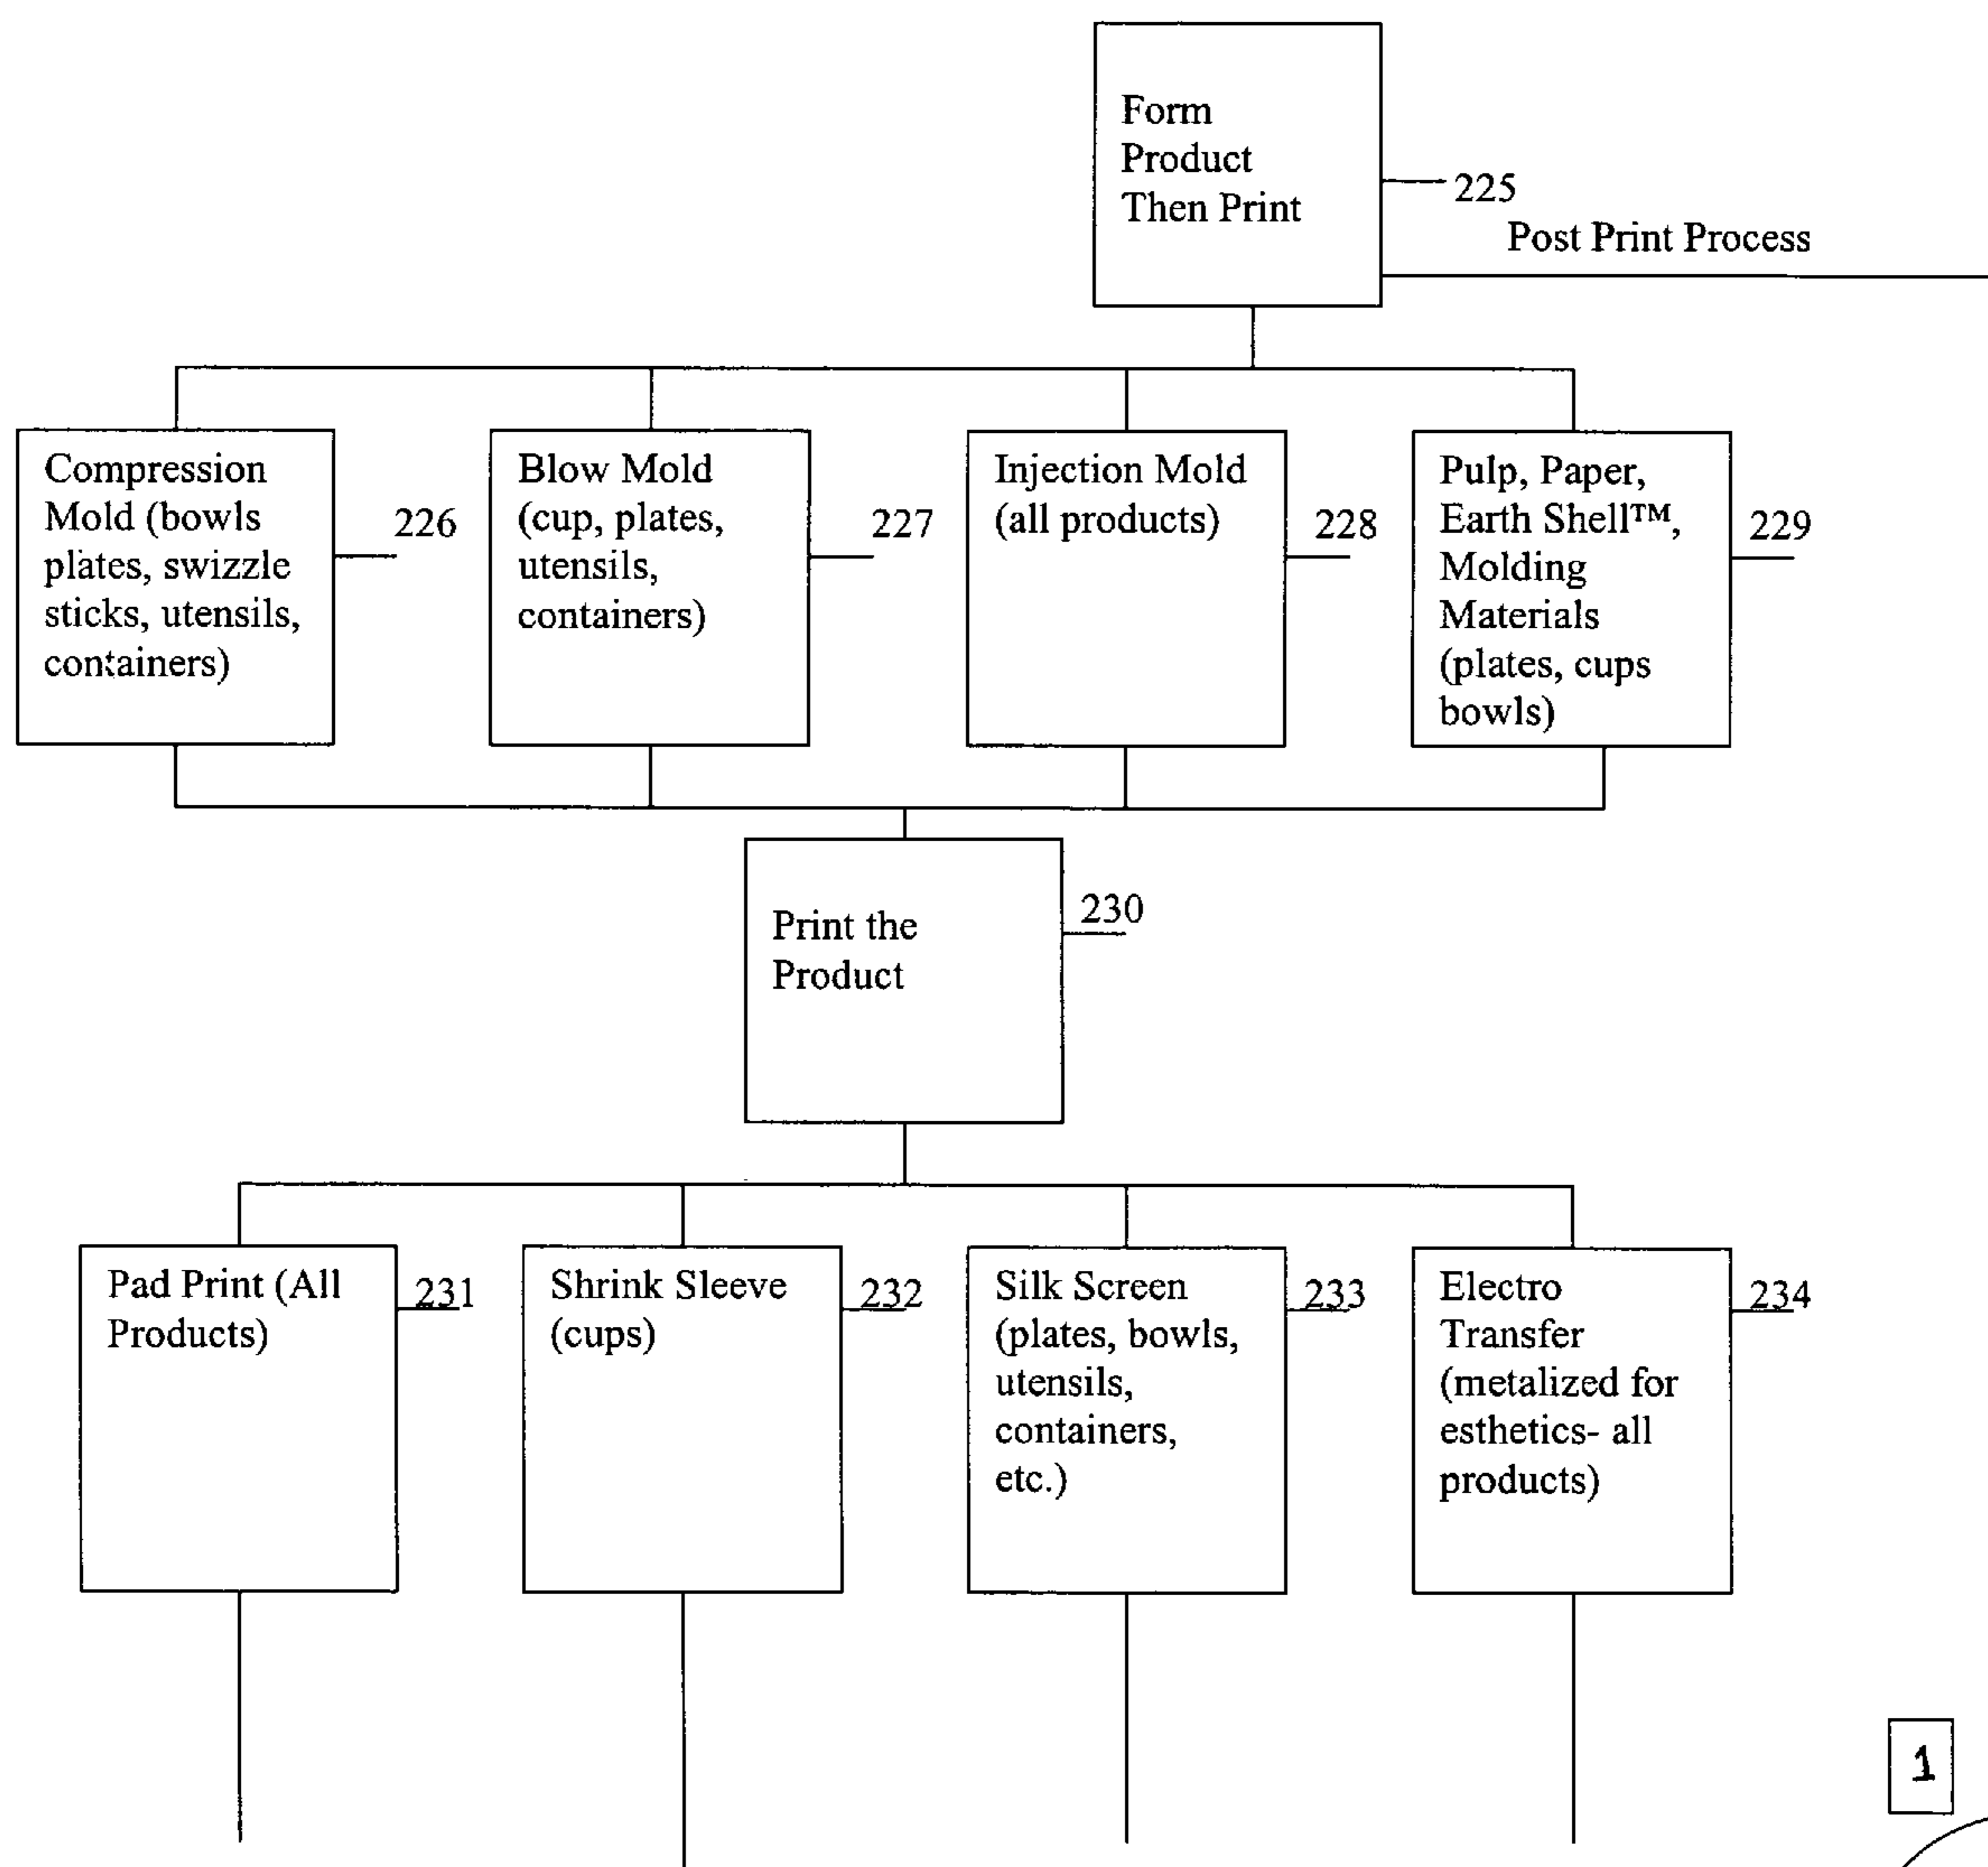 Form
Product
Then Print
225
Post Print Process
Compression
Mold (bowls
plates, swizzle
sticks, utensils,
containers)
226
Blow Mold
(cup, plates,
utensils,
containers)
227
Injection Mold
(all products)
228
Pulp, Paper,
Earth Shell™,
Molding
Materials
(plates, cups
bowls)
229
Print the
Product
230
Pad Print (All
Products)
231
Shrink Sleeve
(cups)
232
Silk Screen
(plates, bowls,
utensils,
containers,
etc.)
233
Electro
Transfer
(metalized for
esthetics- all
products)
234
1